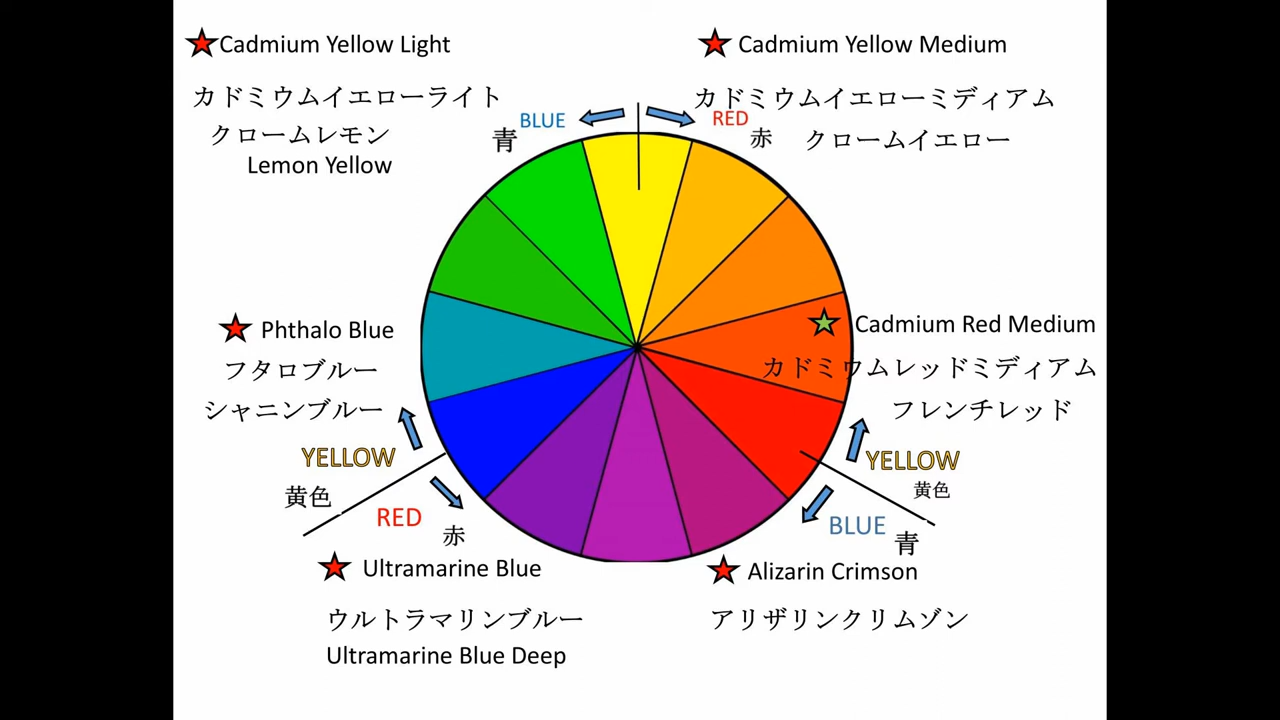 Cadmium Yellow Light
カドミウムイエローライト
クロームレモン
Lemon Yellow
BLUE
青
Cadmium Yellow Medium
カドミウムイエローミディアム
RED
赤
クロームイエロー
Phthalo Blue
フタロブルー
シャニンブルー
YELLOW
黄色
Cadmium Red Medium
カドミウムレッドミディアム
フレンチレッド
YELLOW
黄色
RED
赤
Ultramarine Blue
ウルトラマリンブルー
Ultramarine Blue Deep
BLUE
青
Alizarin Crimson
アリザリンクリムゾン